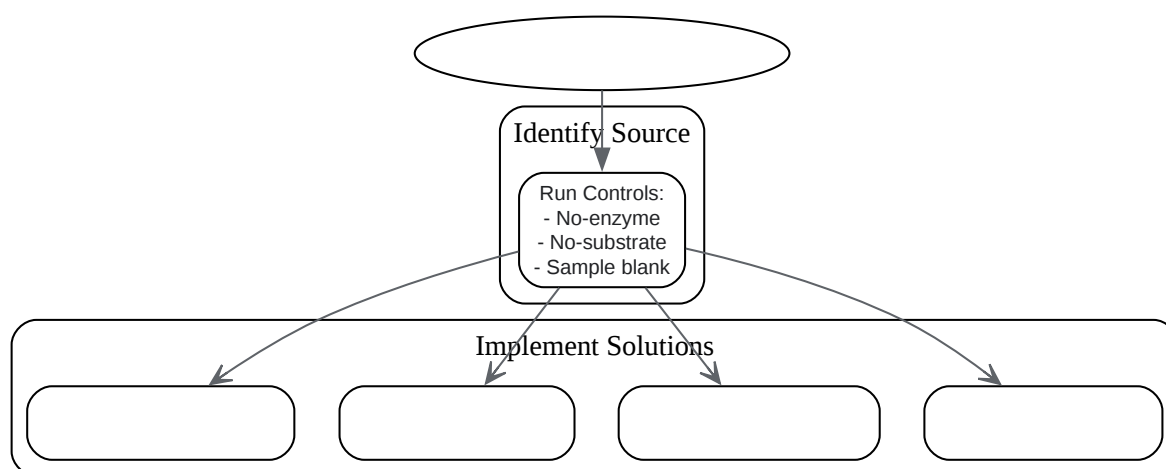 Identify Source
Run Controls:
- No-enzyme
- No-substrate
- Sample blank
Implement Solutions